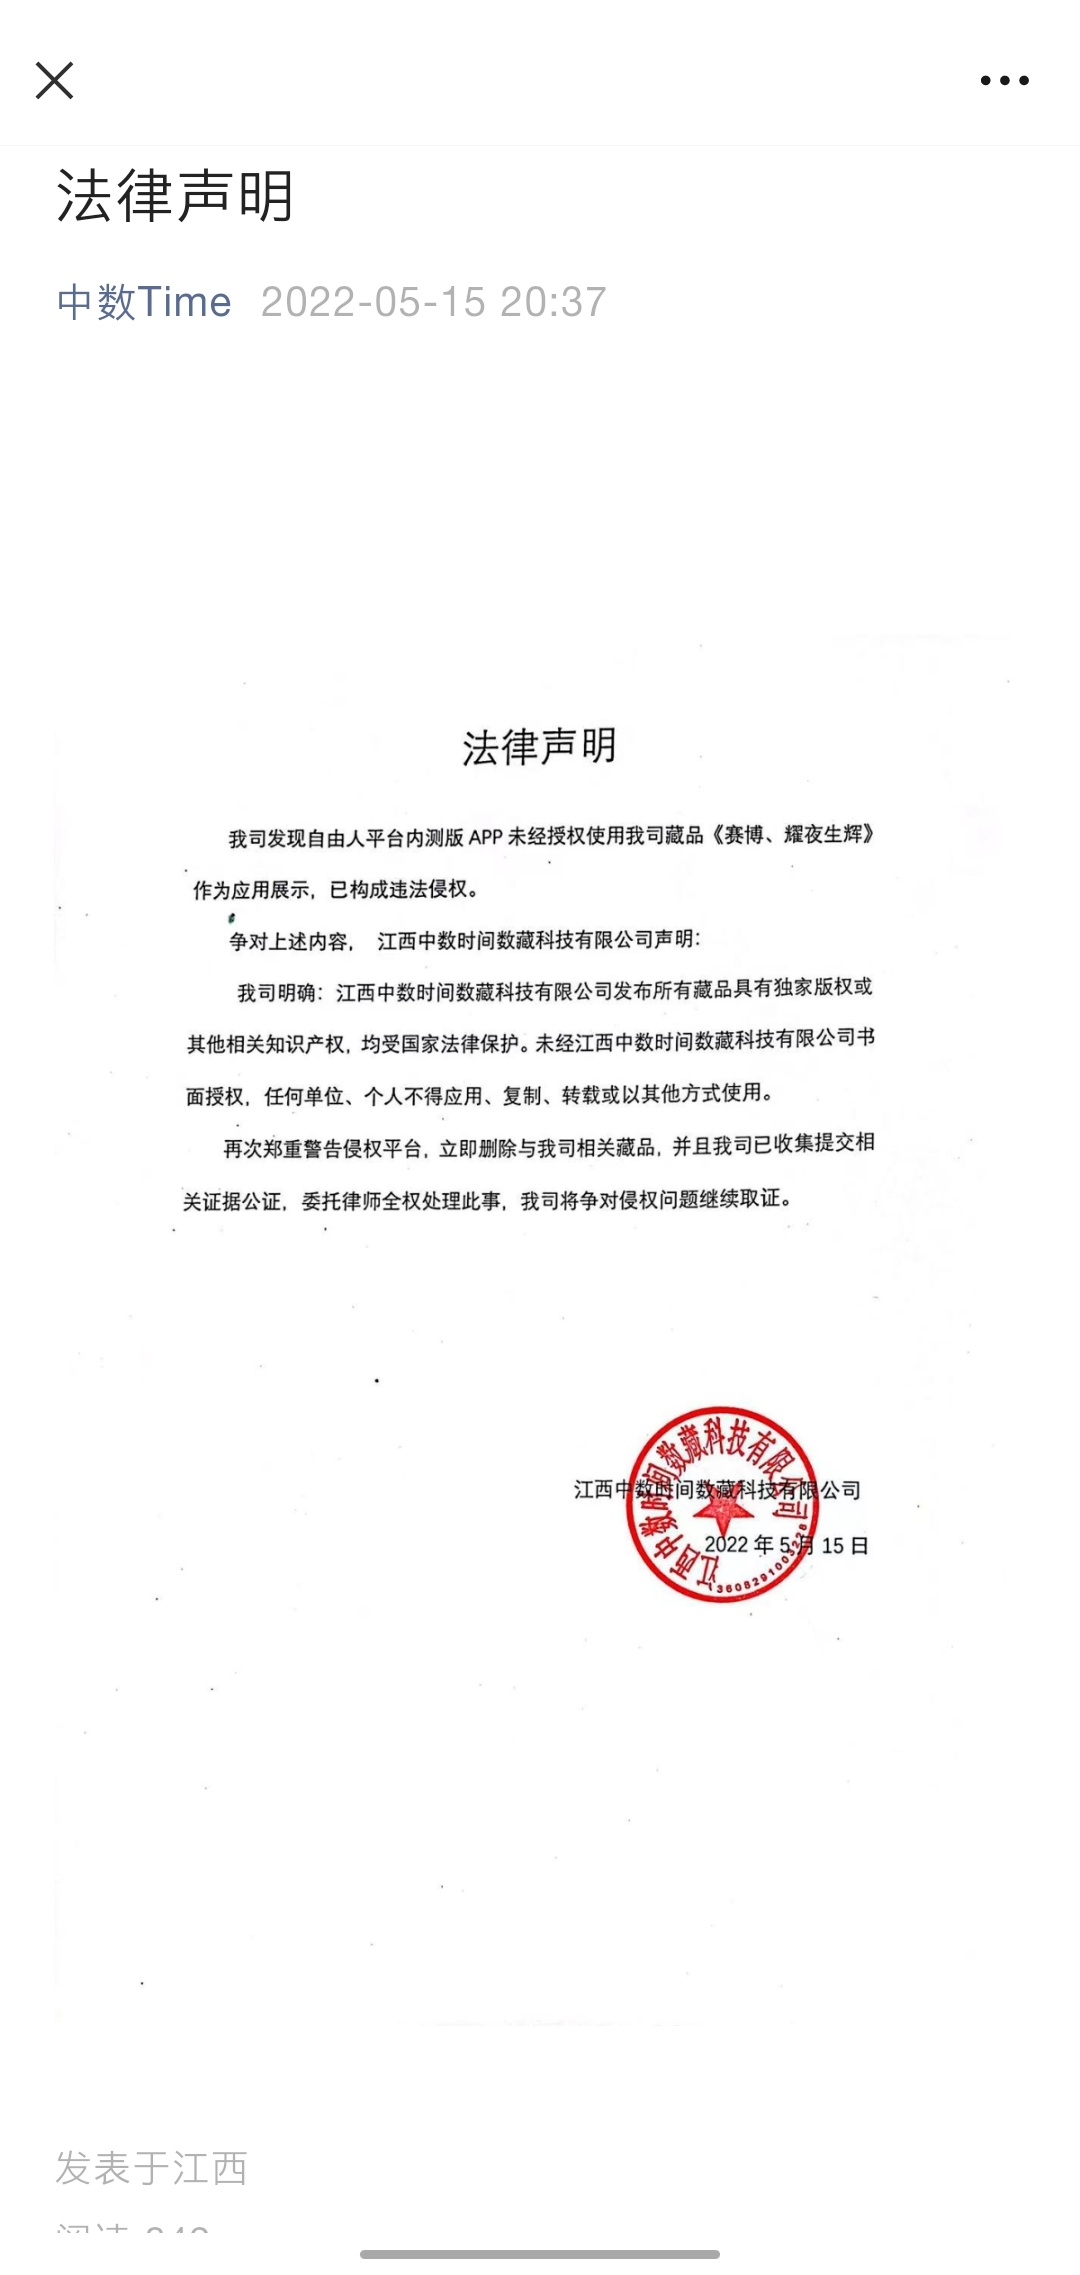 法律声明
中数Time 2022-05-15 20:37
法律声明
我司发现自由人平台内测版 APP 未经授权使用我司藏品《赛博、耀夜生辉》
作为应用展示，已构成违法侵权。
争对上述内容， 江西中数时间数藏科技有限公司声明：
我司明确：江西中数时间数藏科技有限公司发布所有藏品具有独家版权或
其他相关知识产权，均受国家法律保护。未经江西中数时间数藏科技有限公司书
面授权，任何单位、个人不得应用、复制、转载或以其他方式使用。
再次郑重警告侵权平台，立即删除与我司相关藏品，并且我司已收集提交相
关证据公证，委托律师全权处理此事，我司将争对侵权问题继续取证。
江西中数时间数藏科技有限公司
2022 年 5 月 15 日
江西中数时间数藏科技有限公司
发表于江西
阅读